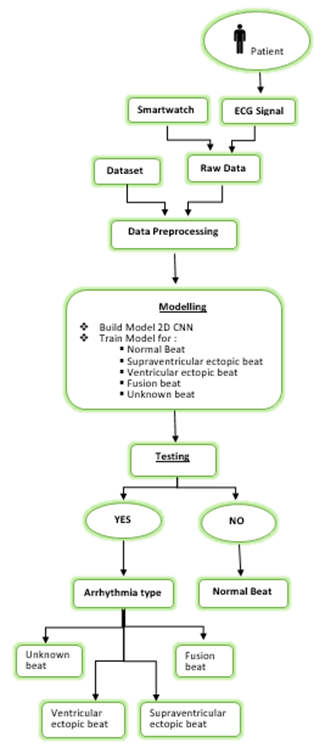 Patient
Smartwatch
ECG Signal
Dataset
Raw Data
Data Preprocessing
Modelling
❖ Build Model 2D CNN
❖ Train Model for :
▪ Normal Beat
▪ Supraventricular ectopic beat
▪ Ventricular ectopic beat
▪ Fusion beat
▪ Unknown beat
Testing
YES
NO
Arrhythmia type
Normal Beat
Unknown
beat
Fusion
beat
Ventricular
ectopic beat
Supraventricular
ectopic beat